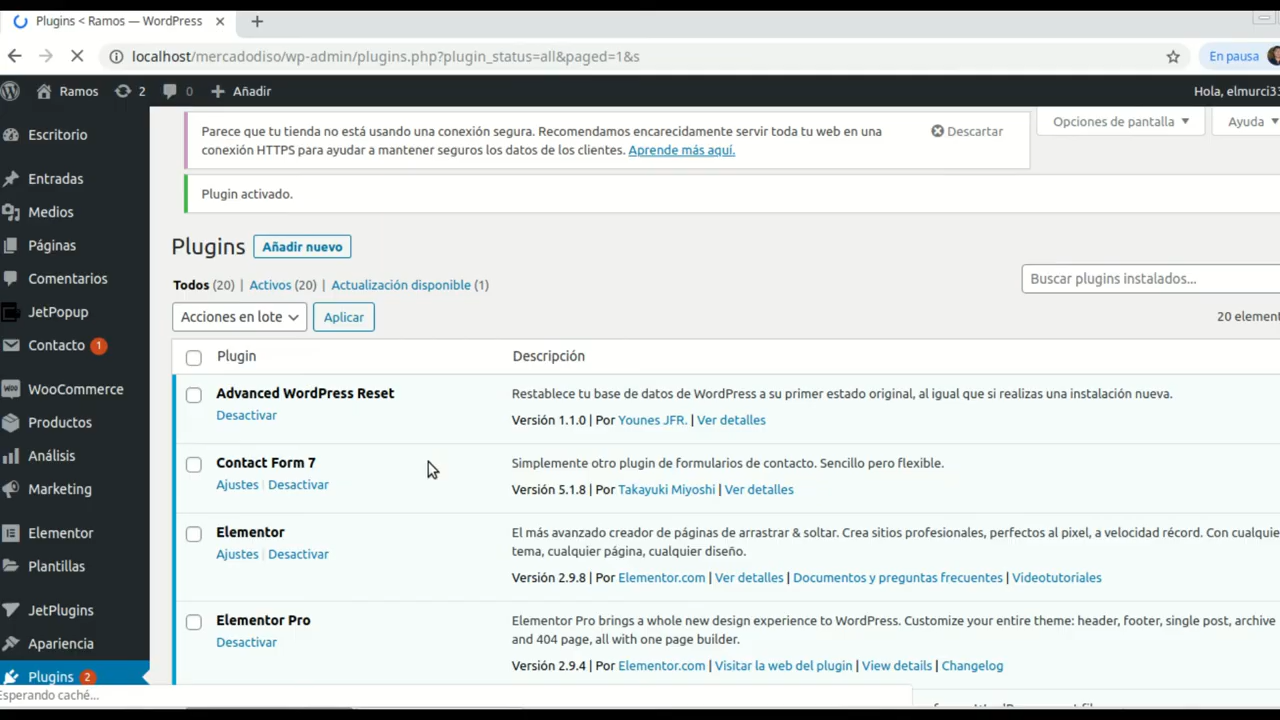 Plugins < Ramos — WordPress
localhost/mercadodiso/wp-admin/plugins.php?plugin_status=all&paged=1&s
En pausa
Ramos 2 0 Añadir
Hola, elmurci33
Escritorio
Entradas
Medios
Páginas
Comentarios
JetPopup
Contacto 1
WooCommerce
Productos
Análisis
Marketing
Elementor
Plantillas
JetPlugins
Apariencia
Plugins 2
Esperando caché...
Parece que tu tienda no está usando una conexión segura. Recomendamos encarecidamente servir toda tu web en una
conexión HTTPS para ayudar a mantener seguros los datos de los clientes. Aprende más aquí.
Descartar
Opciones de pantalla
Ayuda
Plugin activado.
Plugins Añadir nuevo
Todos (20) | Activos (20) | Actualización disponible (1)
Buscar plugins instalados...
Acciones en lote Aplicar
20 element
Plugin Descripción
Advanced WordPress Reset
Desactivar
Restablece tu base de datos de WordPress a su primer estado original, al igual que si realizas una instalación nueva.
Versión 1.1.0 | Por Younes JFR. | Ver detalles
Contact Form 7
Ajustes | Desactivar
Simplemente otro plugin de formularios de contacto. Sencillo pero flexible.
Versión 5.1.8 | Por Takayuki Miyoshi | Ver detalles
Elementor
Ajustes | Desactivar
El más avanzado creador de páginas de arrastrar & soltar. Crea sitios profesionales, perfectos al pixel, a velocidad récord. Con cualquie
tema, cualquier página, cualquier diseño.
Versión 2.9.8 | Por Elementor.com | Ver detalles | Documentos y preguntas frecuentes | Videotutoriales
Elementor Pro
Desactivar
Elementor Pro brings a whole new design experience to WordPress. Customize your entire theme: header, footer, single post, archive
and 404 page, all with one page builder.
Versión 2.9.4 | Por Elementor.com | Visitar la web del plugin | View details | Changelog